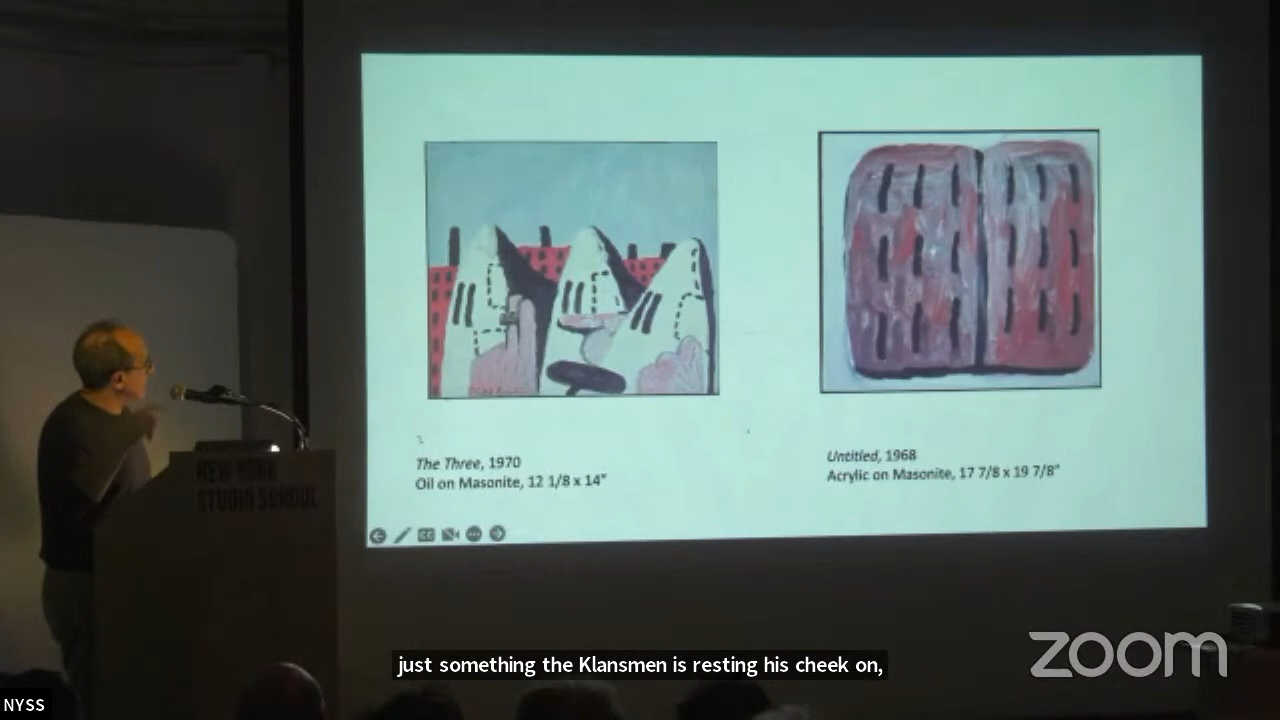 NEW YORK
STUDIO SCHOOL
The Three, 1970
Oil on Masonite, 12 1/8 x 14"
Untitled, 1968
Acrylic on Masonite, 17 7/8 x 19 7/8"
CC
just something the Klansmen is resting his cheek on,
zoom
NYSS